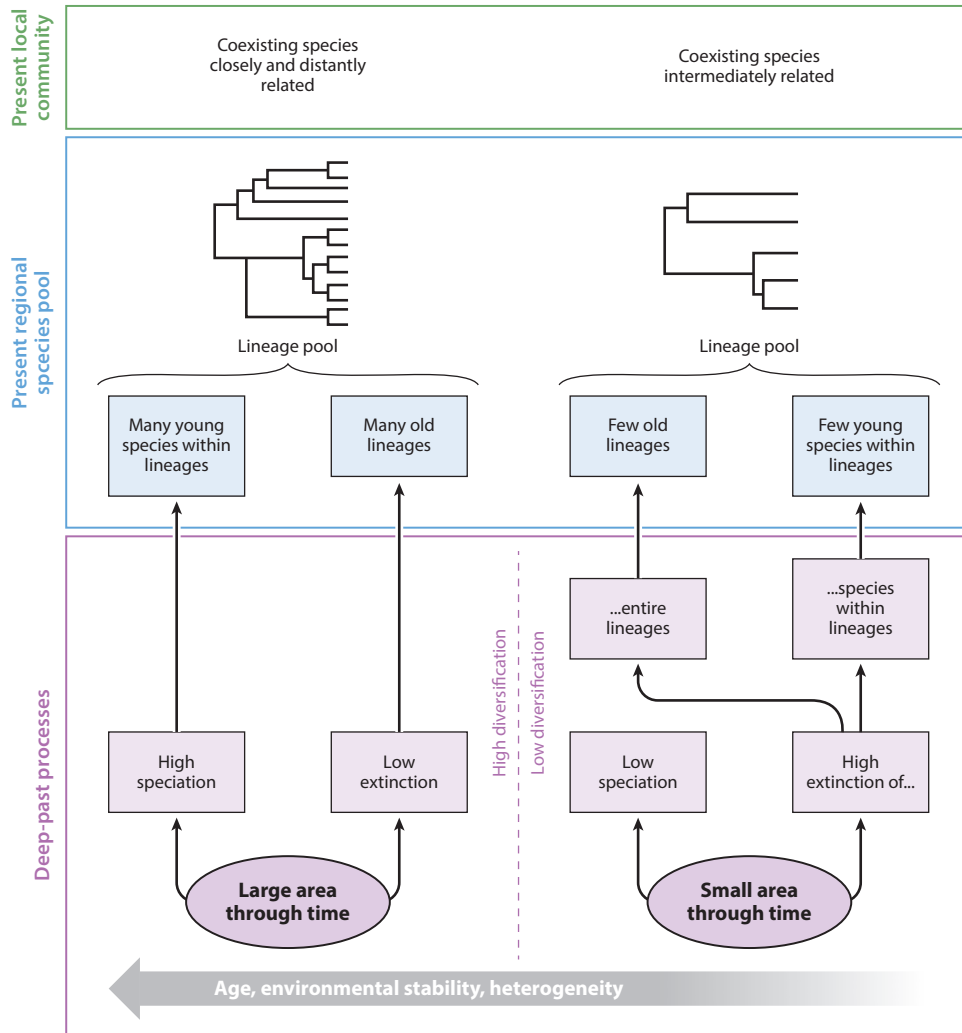 Present local
community
Coexisting species
closely and distantly
related
Coexisting species
intermediately related
Present regional
spcecies pool
Lineage pool
Lineage pool
Many young
species within
lineages
Many old
lineages
Few old
lineages
Few young
species within
lineages
Deep-past processes
...entire
lineages
...species
within
lineages
High diversification
Low diversification
High
speciation
Low
extinction
Low
speciation
High
extinction of...
Large area
through time
Small area
through time
Age, environmental stability, heterogeneity